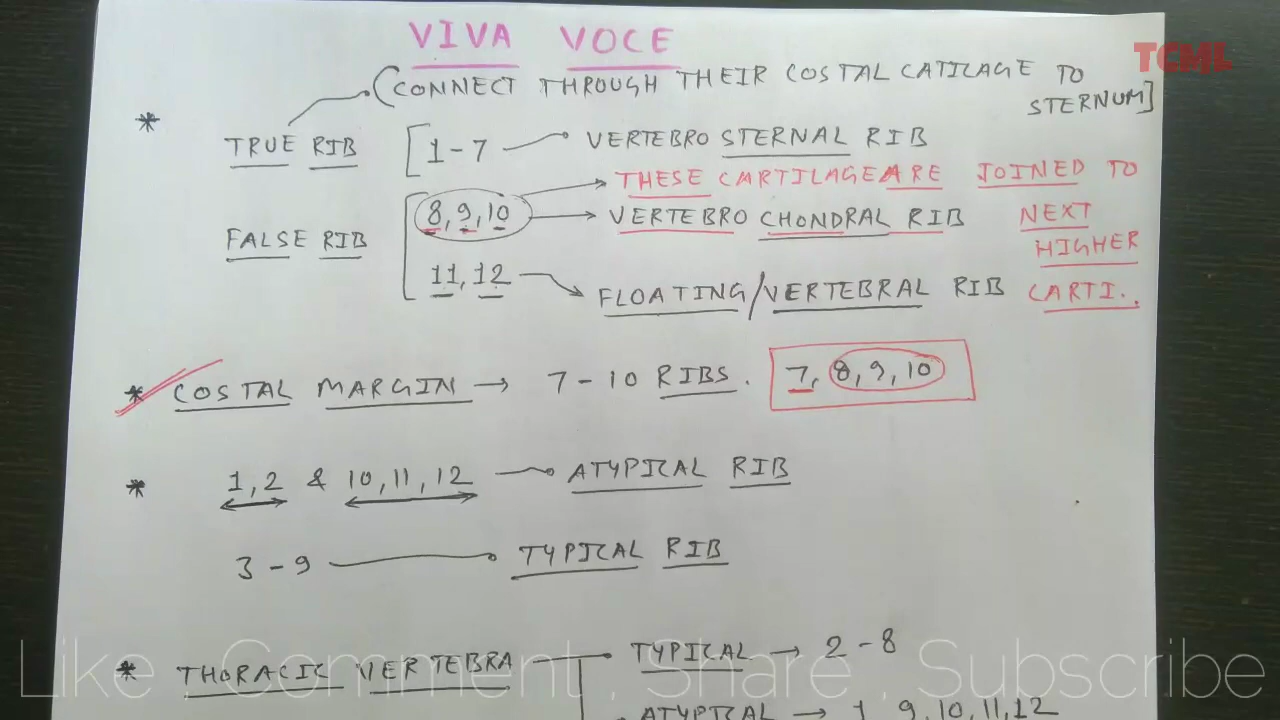 VIVA VOCE
TCML
(CONNECT THROUGH THEIR COSTAL CATILAGE TO
STERNUM]
* TRUE RIB [1-7 VERTEBRO STERNAL RIB
THESE CARTILAGE ARE JOINED TO
FALSE RIB [8, 9, 10 → VERTEBRO CHONDRAL RIB NEXT
HIGHER
11, 12 → FLOATING/VERTEBRAL RIB CARTI..
* COSTAL MARGIN → 7-10 RIBS. 7, 8, 9, 10
* 1, 2 & 10, 11, 12 ATYPICAL RIB
3-9 TYPICAL RIB
* THORACIC VERTEBRA TYPICAL → 2-8
Like , Comment , Share , Subscribe
ATYPICAL → 1 9, 10, 11, 12